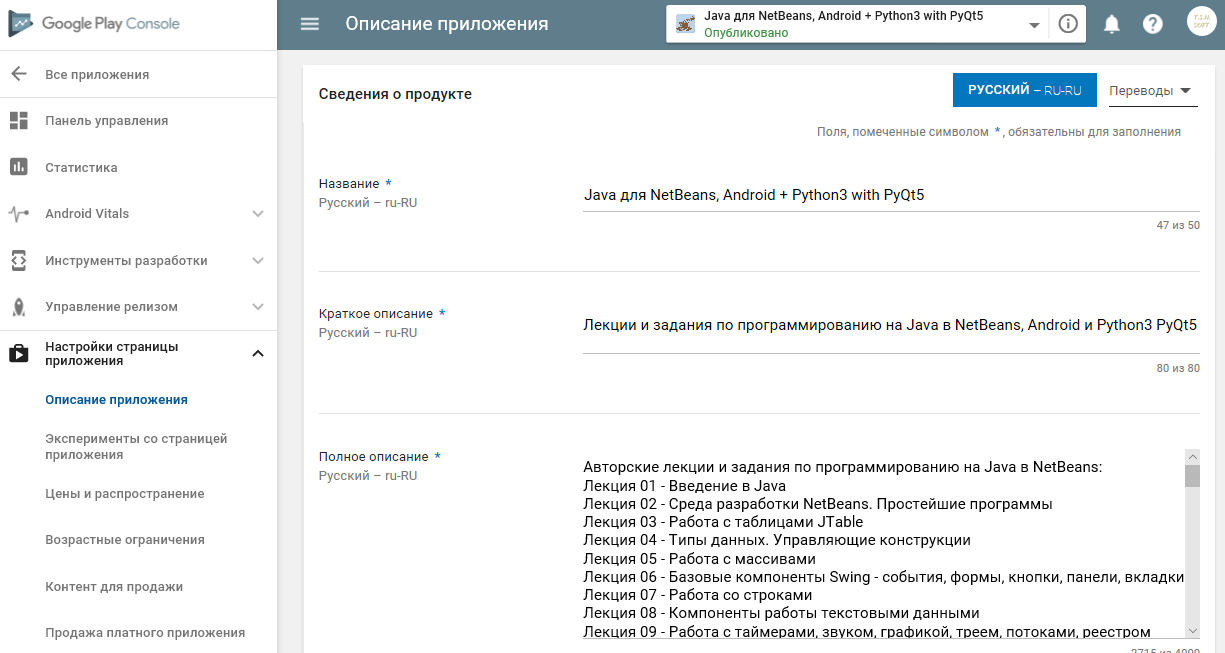 Google Play Console
Описание приложения
Java для NetBeans, Android + Python3 with PyQt5
Опубликовано
T.S.N.
SOFT
Все приложения
Панель управления
Статистика
Android Vitals
Инструменты разработки
Управление релизом
Настройки страницы
приложения
Описание приложения
Эксперименты со страницей
приложения
Цены и распространение
Возрастные ограничения
Контент для продажи
Продажа платного приложения
Сведения о продукте
РУССКИЙ – RU-RU
Переводы
Поля, помеченные символом *, обязательны для заполнения
Название *
Русский – ru-RU
Java для NetBeans, Android + Python3 with PyQt5
47 из 50
Краткое описание *
Русский – ru-RU
Лекции и задания по программированию на Java в NetBeans, Android и Python3 PyQt5
80 из 80
Полное описание *
Русский – ru-RU
Авторские лекции и задания по программированию на Java в NetBeans:
Лекция 01 - Введение в Java
Лекция 02 - Среда разработки NetBeans. Простейшие программы
Лекция 03 - Работа с таблицами JTable
Лекция 04 - Типы данных. Управляющие конструкции
Лекция 05 - Работа с массивами
Лекция 06 - Базовые компоненты Swing - события, формы, кнопки, панели, вкладки
Лекция 07 - Работа со строками
Лекция 08 - Компоненты работы текстовыми данными
Лекция 09 - Работа с таймерами, звуком, графикой, треем, потоками, реестром
2715 из 4000